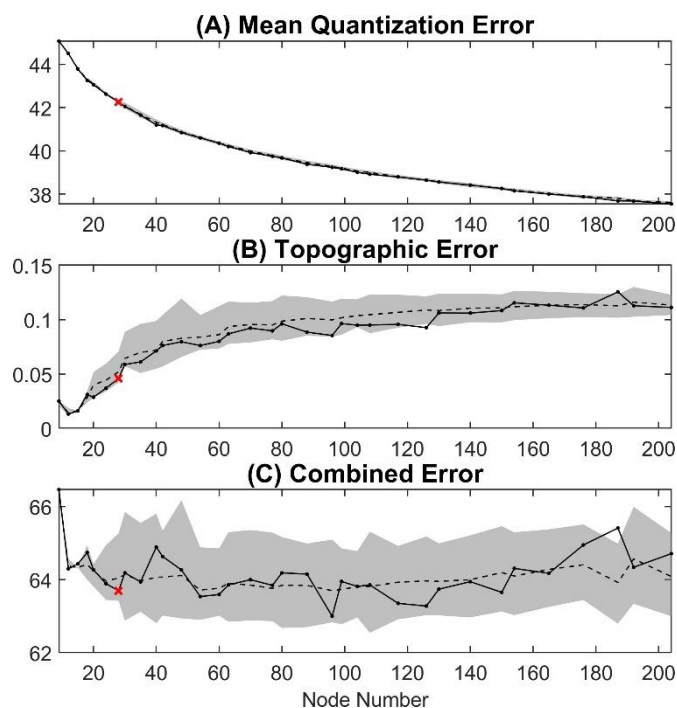 (A) Mean Quantization Error
44
42
40
38
20 40 60 80 100 120 140 160 180 200
(B) Topographic Error
0.15
0.1
0.05
0
20 40 60 80 100 120 140 160 180 200
(C) Combined Error
66
64
62
20 40 60 80 100 120 140 160 180 200
Node Number